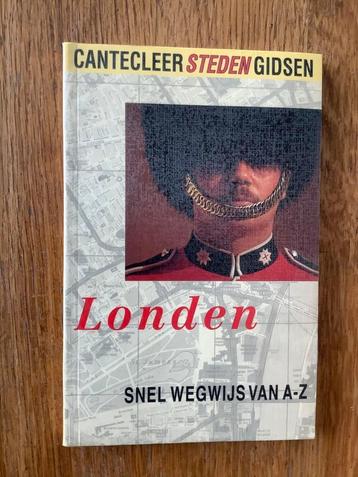 CANTECLEER STEDEN GIDSEN
Londen
SNEL WEGWIJS VAN A-Z